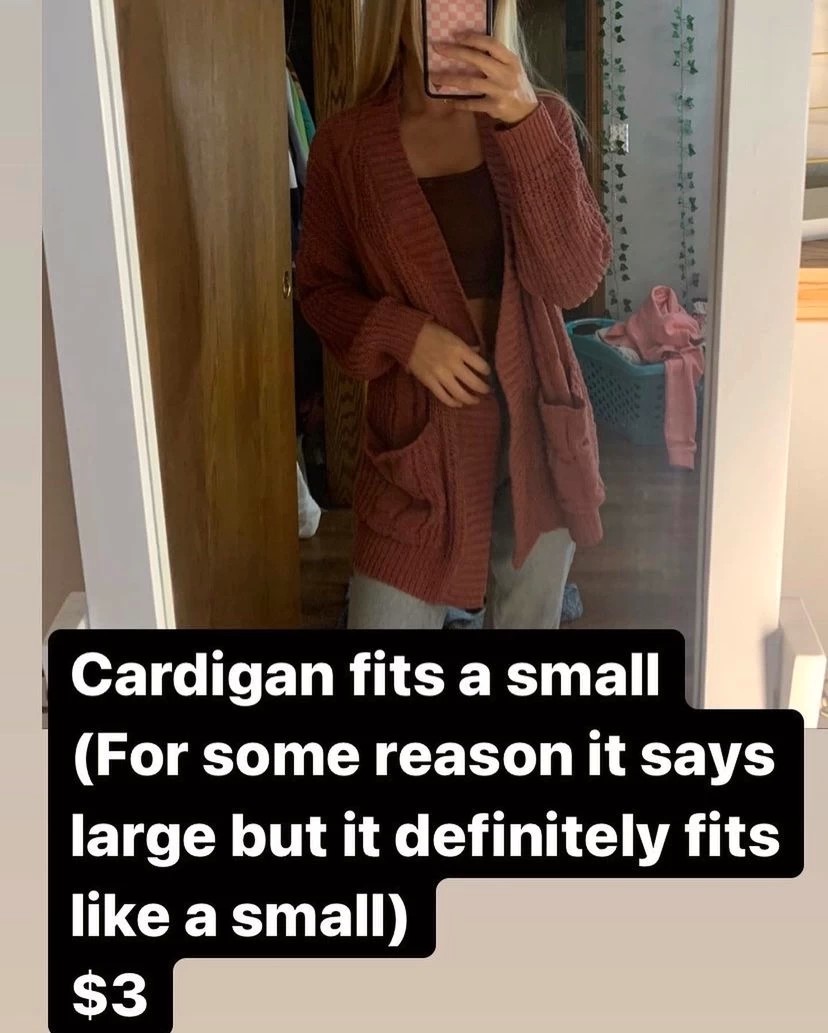 Cardigan fits a small
(For some reason it says
large but it definitely fits
like a small)
$3